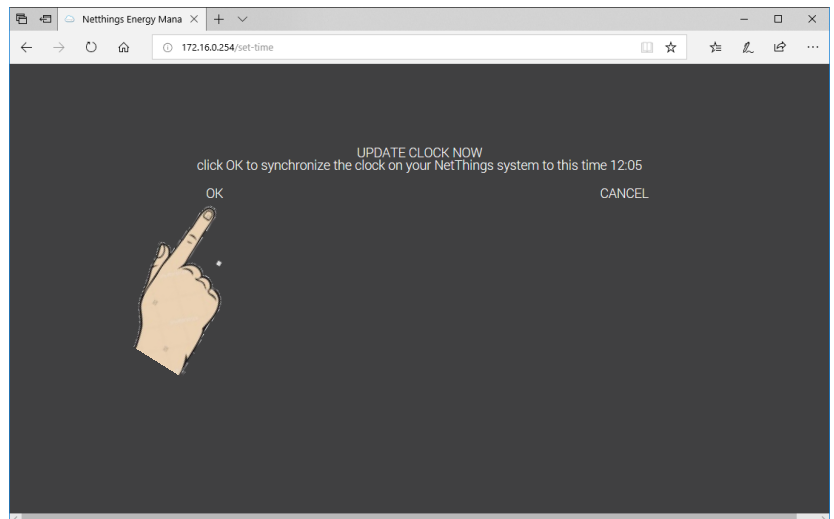 Netthings Energy Mana
172.16.0.254/set-time
UPDATE CLOCK NOW
click OK to synchronize the clock on your NetThings system to this time 12:05
OK CANCEL